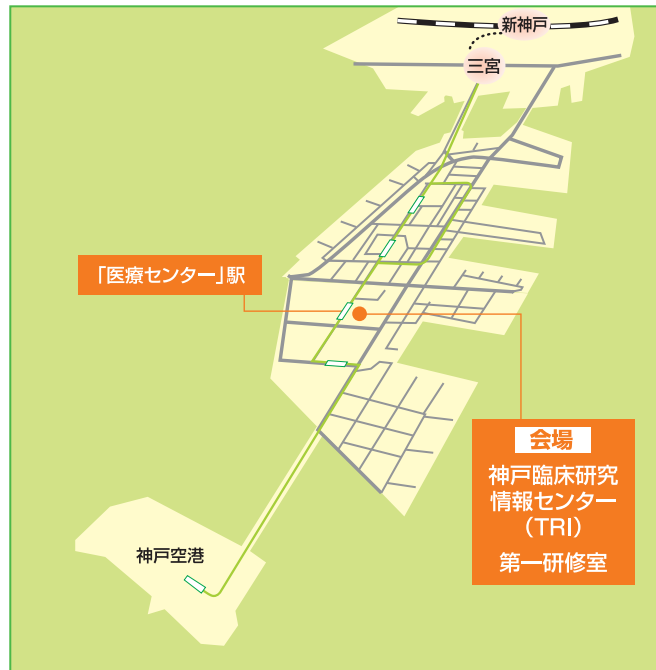 新神戸
三宮
「医療センター」駅
会場
神戸臨床研究
情報センター
（TRI）
第一研修室
神戸空港